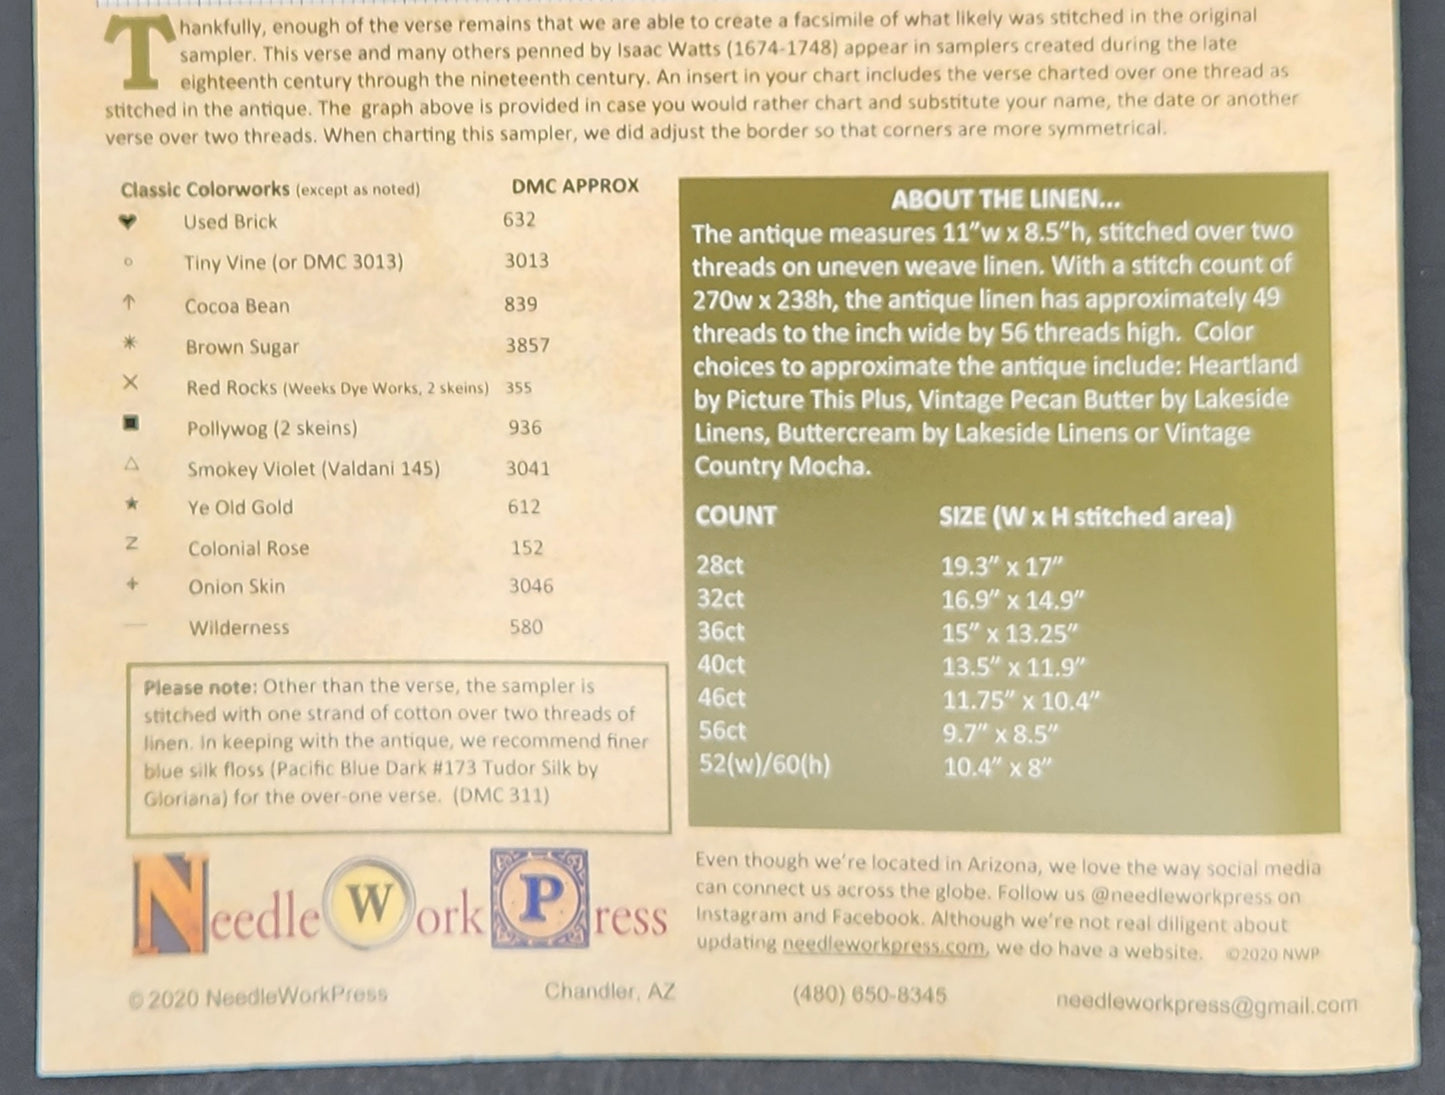 Thankfully, enough of the verse remains that we are able to create a facsimile of what likely was stitched in the original
sampler. This verse and many others penned by Isaac Watts (1674-1748) appear in samplers created during the late
eighteenth century through the nineteenth century. An insert in your chart includes the verse charted over one thread as
stitched in the antique. The graph above is provided in case you would rather chart and substitute your name, the date or another
verse over two threads. When charting this sampler, we did adjust the border so that corners are more symmetrical.
Classic Colorworks (except as noted) DMC APPROX
♥ Used Brick 632
○ Tiny Vine (or DMC 3013) 3013
↑ Cocoa Bean 839
* Brown Sugar 3857
× Red Rocks (Weeks Dye Works, 2 skeins) 355
■ Pollywog (2 skeins) 936
△ Smokey Violet (Valdani 145) 3041
★ Ye Old Gold 612
Z Colonial Rose 152
+ Onion Skin 3046
— Wilderness 580
Please note: Other than the verse, the sampler is
stitched with one strand of cotton over two threads of
linen. In keeping with the antique, we recommend finer
blue silk floss (Pacific Blue Dark #173 Tudor Silk by
Gloriana) for the over-one verse. (DMC 311)
ABOUT THE LINEN...
The antique measures 11"w x 8.5"h, stitched over two
threads on uneven weave linen. With a stitch count of
270w x 238h, the antique linen has approximately 49
threads to the inch wide by 56 threads high. Color
choices to approximate the antique include: Heartland
by Picture This Plus, Vintage Pecan Butter by Lakeside
Linens, Buttercream by Lakeside Linens or Vintage
Country Mocha.
COUNT SIZE (W x H stitched area)
28ct 19.3" x 17"
32ct 16.9" x 14.9"
36ct 15" x 13.25"
40ct 13.5" x 11.9"
46ct 11.75" x 10.4"
56ct 9.7" x 8.5"
52(w)/60(h) 10.4" x 8"
NeedleWorkPress
Even though we're located in Arizona, we love the way social media
can connect us across the globe. Follow us @needleworkpress on
Instagram and Facebook. Although we're not real diligent about
updating needleworkpress.com, we do have a website. ©2020 NWP
© 2020 NeedleWorkPress Chandler, AZ (480) 650-8345 needleworkpress@gmail.com